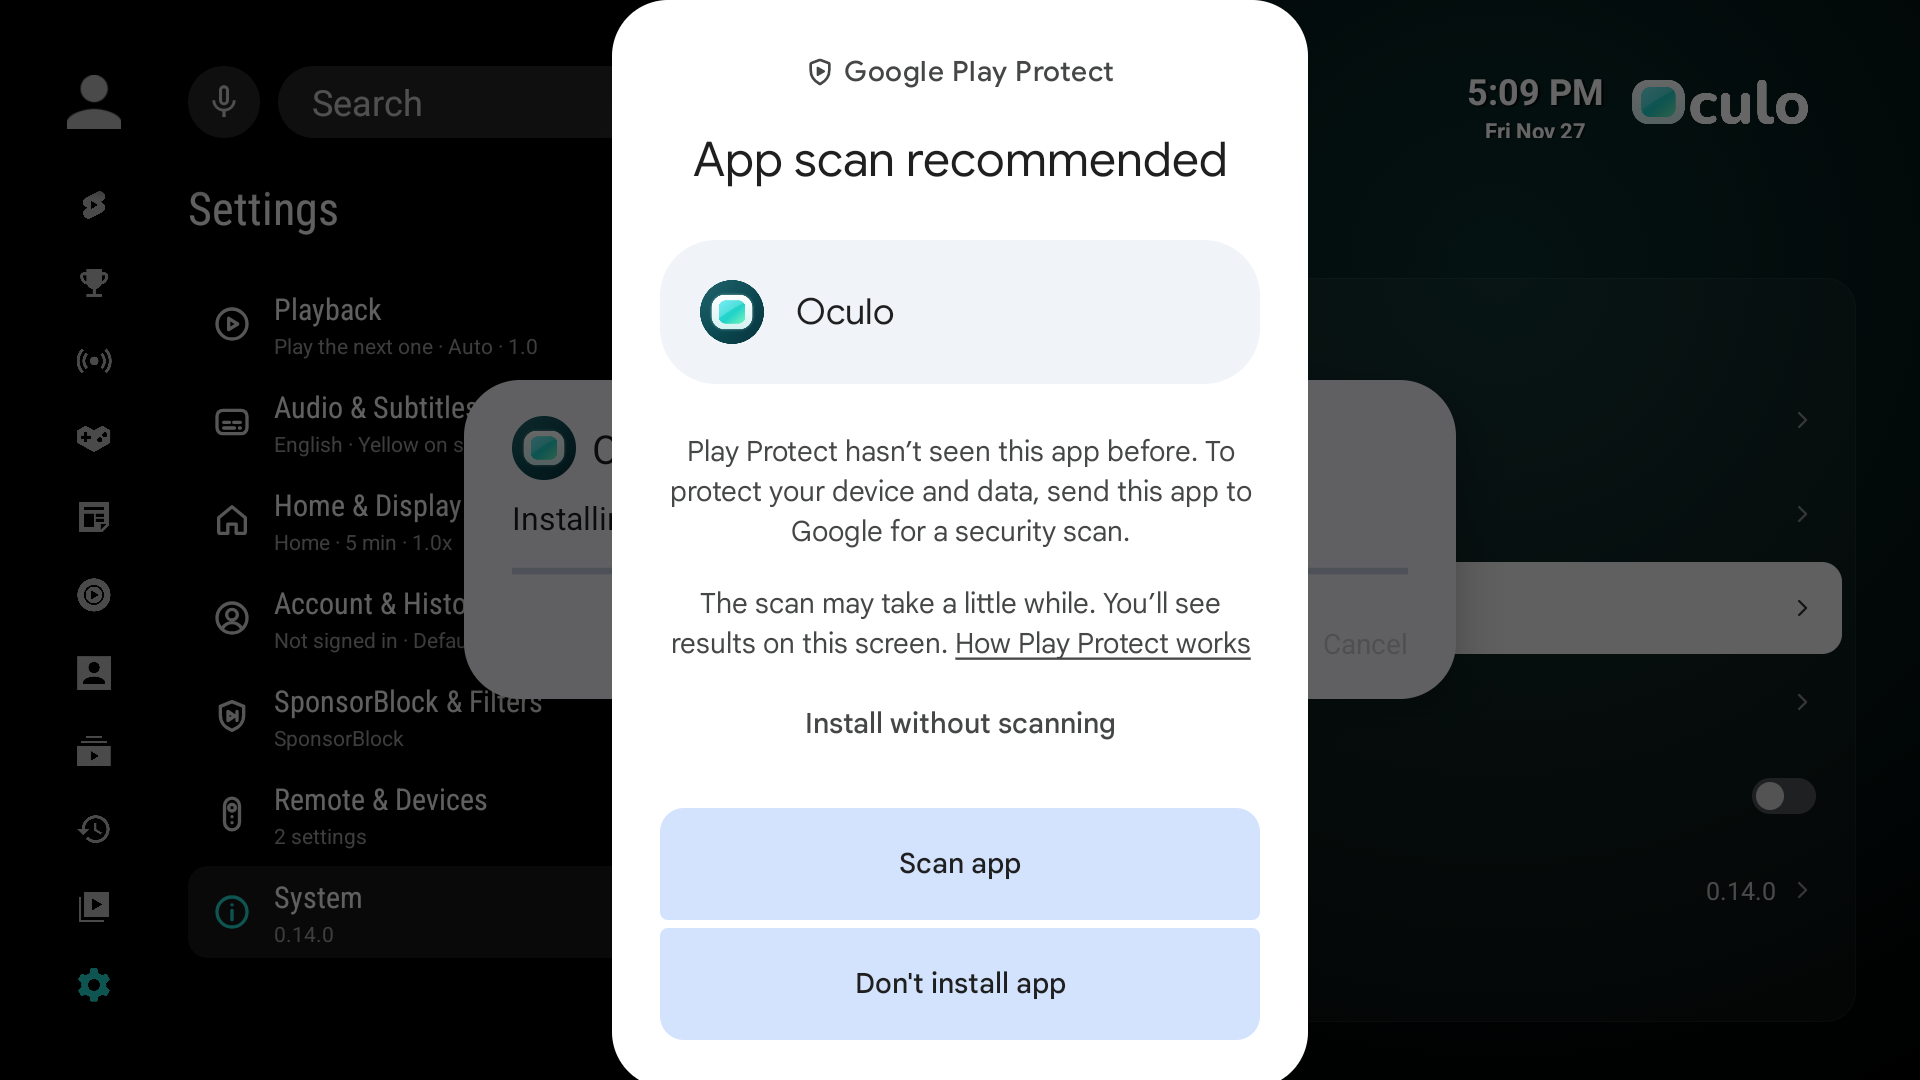 Search
5:09 PM
Fri Nov 27
Oculo
Settings
Playback
Play the next one · Auto · 1.0
Audio & Subtitles
English · Yellow on s
Home & Display
Home · 5 min · 1.0x
Account & Histo
Not signed in · Defau
SponsorBlock & Filters
SponsorBlock
Remote & Devices
2 settings
System
0.14.0
Google Play Protect
App scan recommended
Oculo
Play Protect hasn’t seen this app before. To
protect your device and data, send this app to
Google for a security scan.
The scan may take a little while. You’ll see
results on this screen. How Play Protect works
Install without scanning
Scan app
Don't install app
Cancel
0.14.0